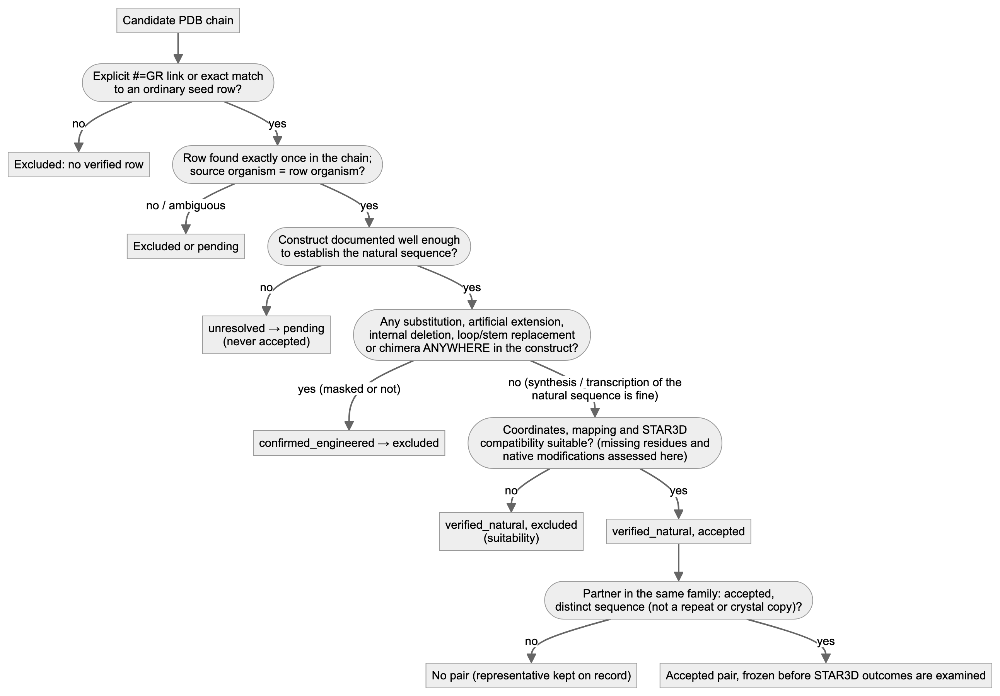 Candidate PDB chain
Explicit #=GR link or exact match
to an ordinary seed row?
no
yes
Excluded: no verified row
Row found exactly once in the chain;
source organism = row organism?
no / ambiguous
yes
Excluded or pending
Construct documented well enough
to establish the natural sequence?
no
yes
unresolved → pending
(never accepted)
Any substitution, artificial extension,
internal deletion, loop/stem replacement
or chimera ANYWHERE in the construct?
yes (masked or not)
no (synthesis / transcription of the
natural sequence is fine)
confirmed_engineered → excluded
Coordinates, mapping and STAR3D
compatibility suitable? (missing residues and
native modifications assessed here)
no
yes
verified_natural, excluded
(suitability)
verified_natural, accepted
Partner in the same family: accepted,
distinct sequence (not a repeat or crystal copy)?
no
yes
No pair (representative kept on record)
Accepted pair, frozen before STAR3D outcomes are examined